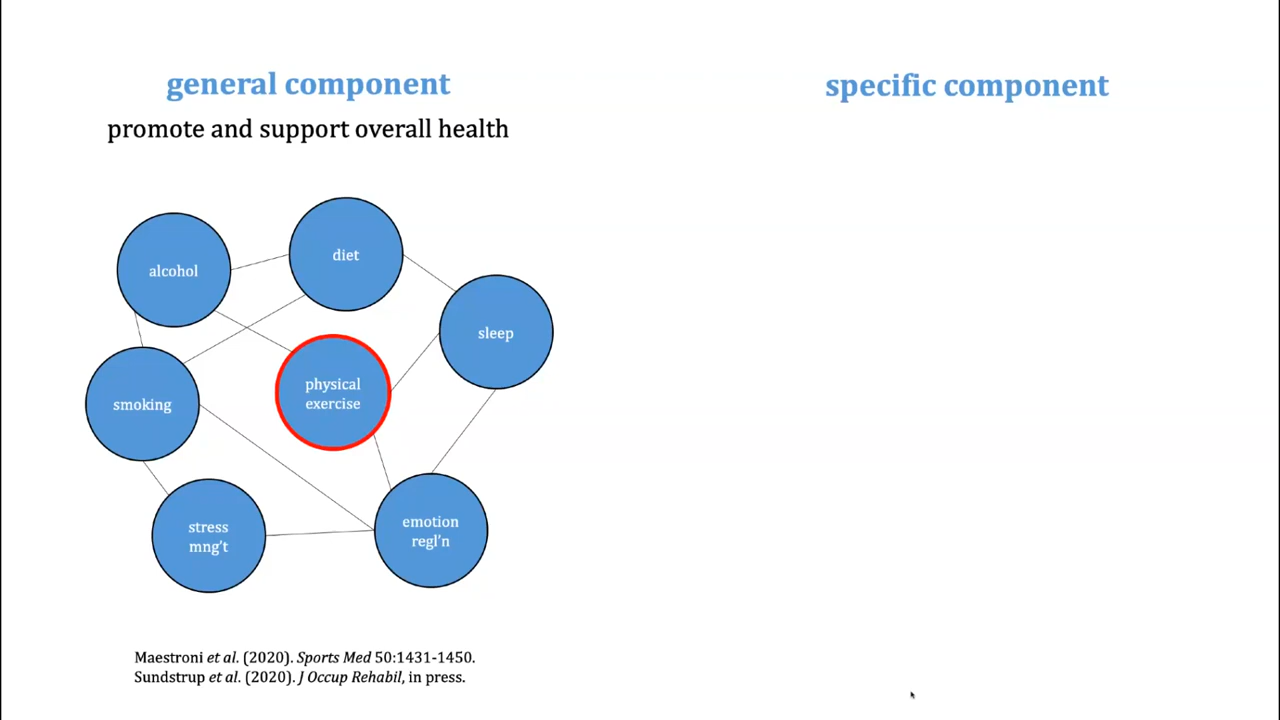 general component
promote and support overall health
specific component
alcohol
diet
sleep
physical
exercise
smoking
stress
mng't
emotion
regl'n
Maestroni et al. (2020). Sports Med 50:1431-1450.
Sundstrup et al. (2020). J Occup Rehabil, in press.